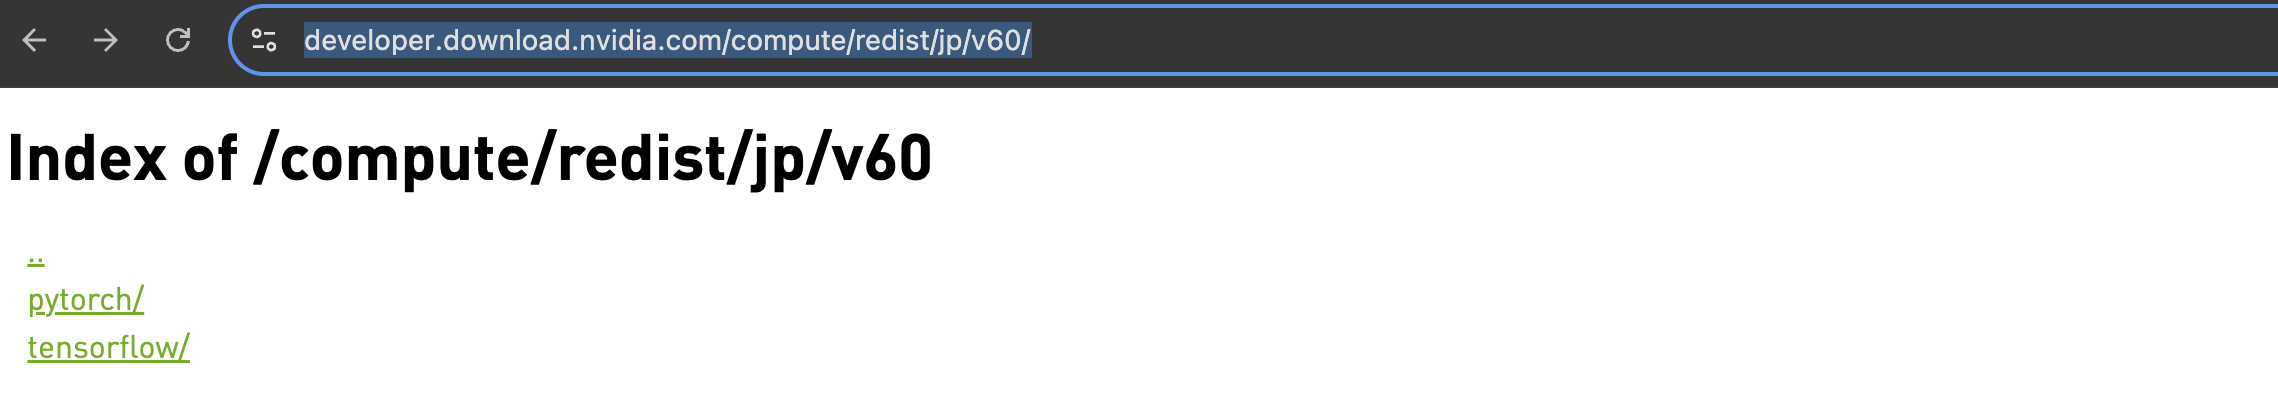 developer.download.nvidia.com/compute/redist/jp/v60/
Index of /compute/redist/jp/v60
..
pytorch/
tensorflow/